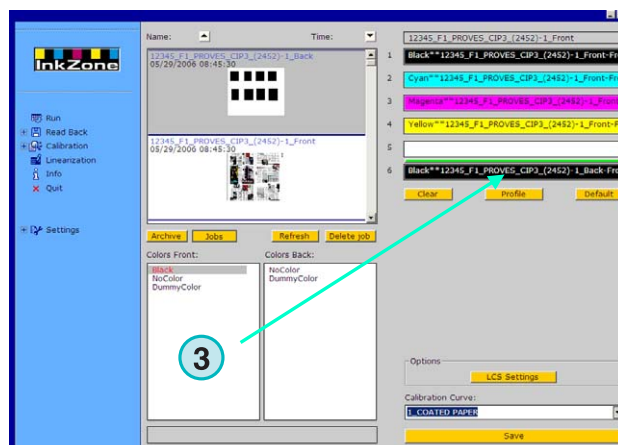 InkZone
Run
Read Back
Calibration
Linearization
Info
Quit
Settings
Name:
Time:
12345_F1_PROVES_CIP3_(2452)-1_Back
05/29/2006 08:45:30
12345_F1_PROVES_CIP3_(2452)-1_Front
05/29/2006 08:45:30
Archive
Jobs
Refresh
Delete job
Colors Front:
Black
NoColor
DummyColor
Colors Back:
NoColor
DummyColor
3
12345_F1_PROVES_CIP3_(2452)-1_Front
1 Black**12345_F1_PROVES_CIP3_(2452)-1_Front-Fro
2 Cyan**12345_F1_PROVES_CIP3_(2452)-1_Front-Fro
3 Magenta**12345_F1_PROVES_CIP3_(2452)-1_Front
4 Yellow**12345_F1_PROVES_CIP3_(2452)-1_Front-F
5
6 Black**12345_F1_PROVES_CIP3_(2452)-1_Back-Fro
Clear
Profile
Default
Options
LCS Settings
Calibration Curve:
1_COATED PAPER
Save